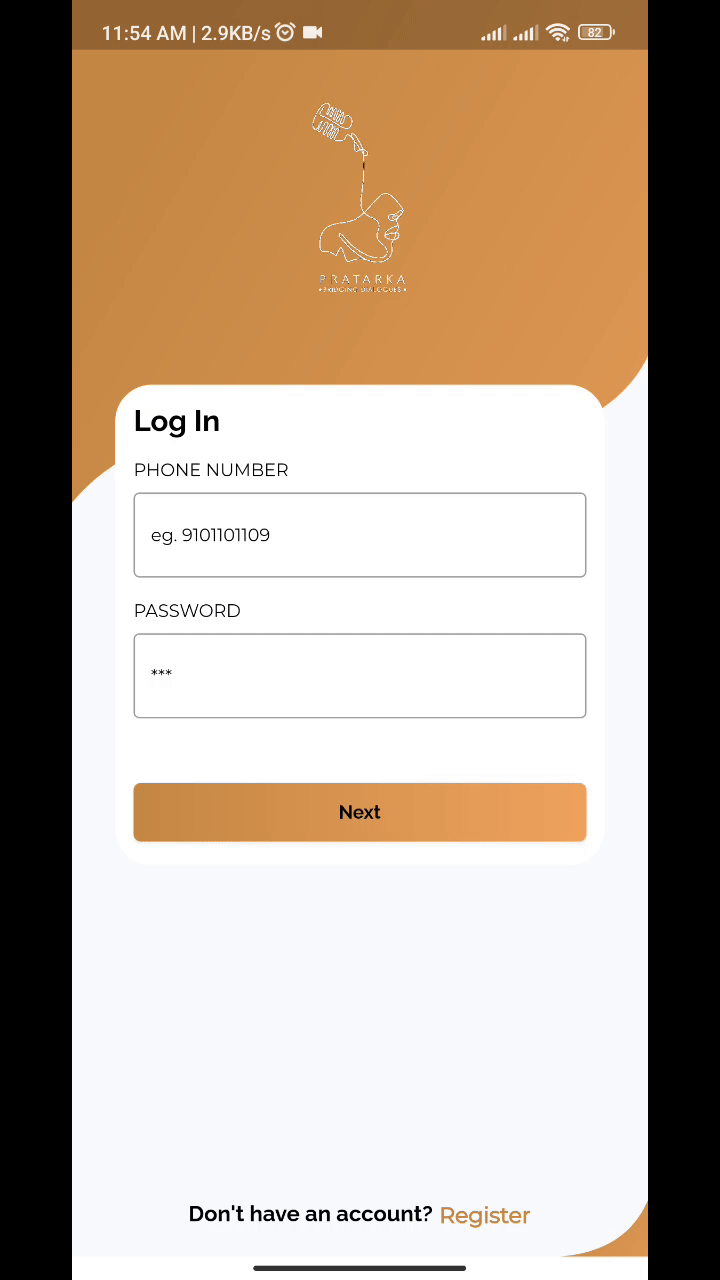 11:54 AM | 2.9KB/s 82
PRATARKA
BRIDGING DIALOGUES
Log In
PHONE NUMBER
eg. 9101101109
PASSWORD
***
Next
Don't have an account? Register